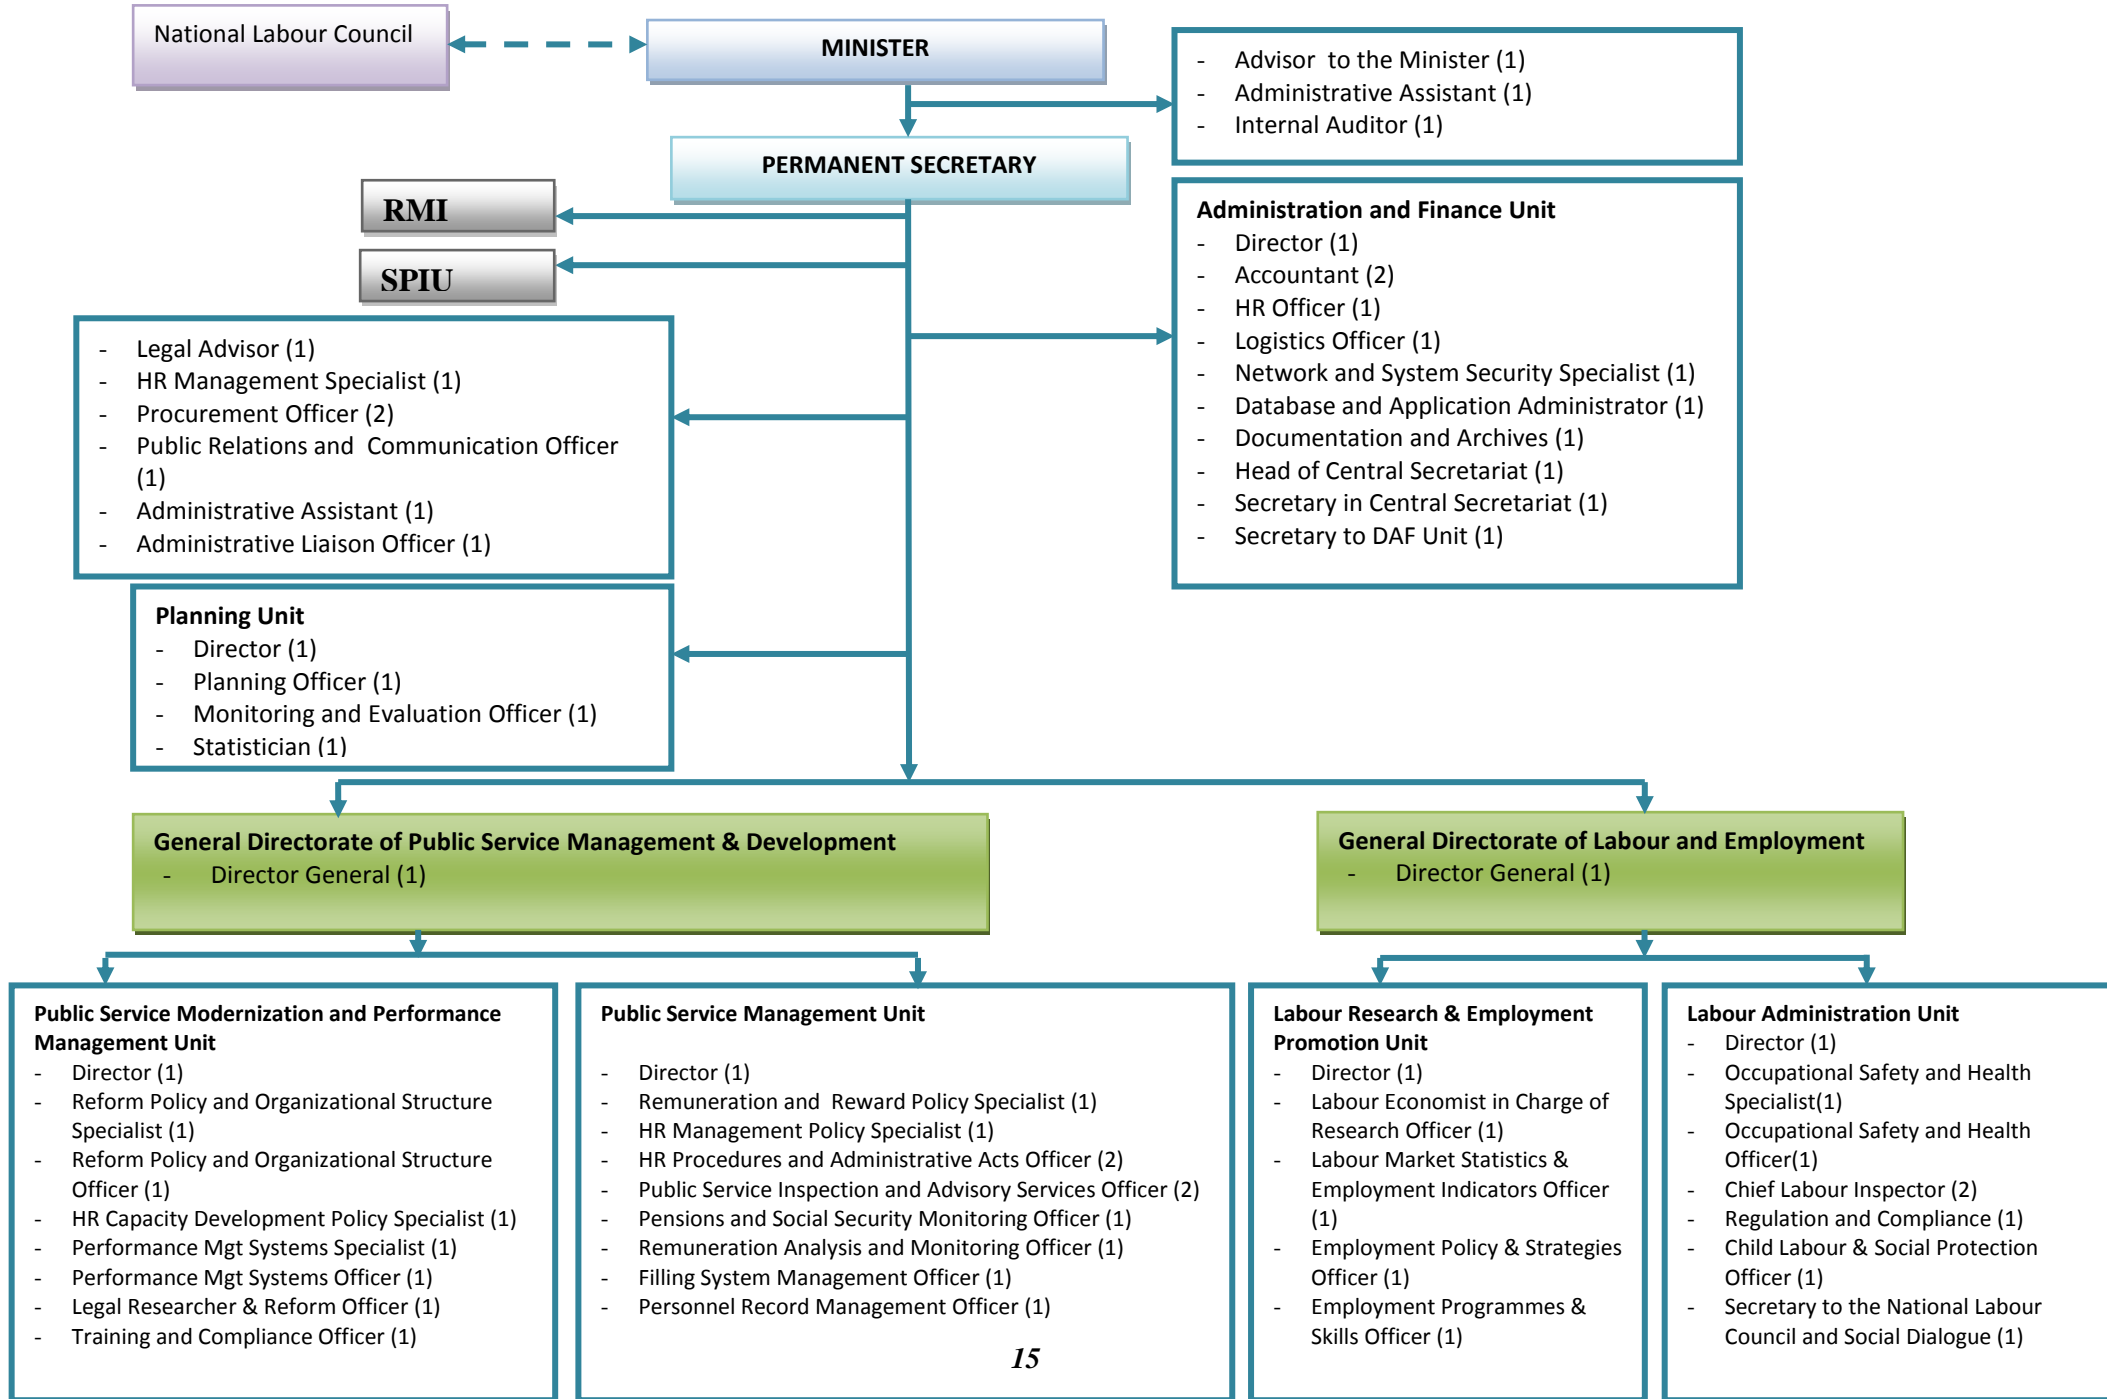 National Labour Council
MINISTER
- Advisor to the Minister (1)
- Administrative Assistant (1)
- Internal Auditor (1)
PERMANENT SECRETARY
RMI
SPIU
Administration and Finance Unit
- Director (1)
- Accountant (2)
- HR Officer (1)
- Logistics Officer (1)
- Network and System Security Specialist (1)
- Database and Application Administrator (1)
- Documentation and Archives (1)
- Head of Central Secretariat (1)
- Secretary in Central Secretariat (1)
- Secretary to DAF Unit (1)
- Legal Advisor (1)
- HR Management Specialist (1)
- Procurement Officer (2)
- Public Relations and Communication Officer
(1)
- Administrative Assistant (1)
- Administrative Liaison Officer (1)
Planning Unit
- Director (1)
- Planning Officer (1)
- Monitoring and Evaluation Officer (1)
- Statistician (1)
General Directorate of Public Service Management & Development
- Director General (1)
General Directorate of Labour and Employment
- Director General (1)
Public Service Modernization and Performance
Management Unit
- Director (1)
- Reform Policy and Organizational Structure
Specialist (1)
- Reform Policy and Organizational Structure
Officer (1)
- HR Capacity Development Policy Specialist (1)
- Performance Mgt Systems Specialist (1)
- Performance Mgt Systems Officer (1)
- Legal Researcher & Reform Officer (1)
- Training and Compliance Officer (1)
Public Service Management Unit
- Director (1)
- Remuneration and Reward Policy Specialist (1)
- HR Management Policy Specialist (1)
- HR Procedures and Administrative Acts Officer (2)
- Public Service Inspection and Advisory Services Officer (2)
- Pensions and Social Security Monitoring Officer (1)
- Remuneration Analysis and Monitoring Officer (1)
- Filling System Management Officer (1)
- Personnel Record Management Officer (1)
Labour Research & Employment
Promotion Unit
- Director (1)
- Labour Economist in Charge of
Research Officer (1)
- Labour Market Statistics &
Employment Indicators Officer
(1)
- Employment Policy & Strategies
Officer (1)
- Employment Programmes &
Skills Officer (1)
Labour Administration Unit
- Director (1)
- Occupational Safety and Health
Specialist(1)
- Occupational Safety and Health
Officer(1)
- Chief Labour Inspector (2)
- Regulation and Compliance (1)
- Child Labour & Social Protection
Officer (1)
- Secretary to the National Labour
Council and Social Dialogue (1)
15